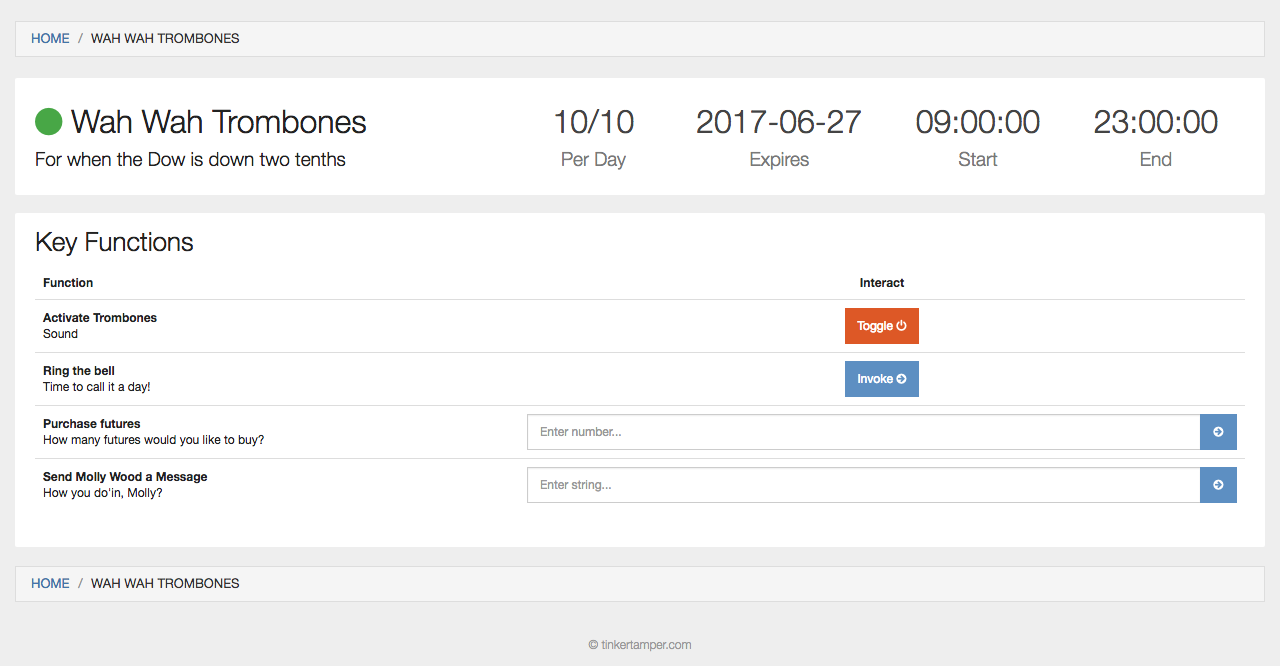 HOME / WAH WAH TROMBONES
Wah Wah Trombones
For when the Dow is down two tenths
10/10
Per Day
2017-06-27
Expires
09:00:00
Start
23:00:00
End
Key Functions
Function Interact
Activate Trombones
Sound
Toggle
Ring the bell
Time to call it a day!
Invoke
Purchase futures
How many futures would you like to buy?
Enter number...
Send Molly Wood a Message
How you do'in, Molly?
Enter string...
HOME / WAH WAH TROMBONES
© tinkertamper.com